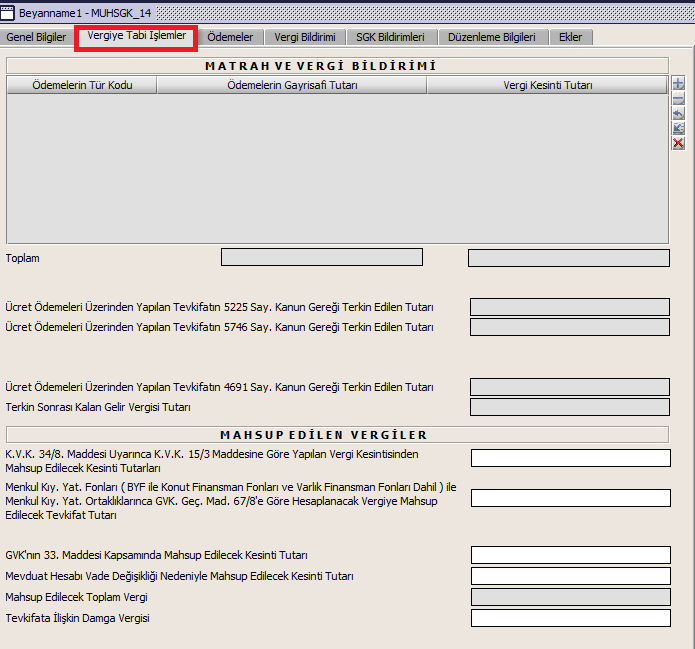 Beyanname1 - MUHSGK_14
Genel Bilgiler Vergiye Tabi İşlemler Ödemeler Vergi Bildirimi SGK Bildirimleri Düzenleme Bilgileri Ekler
MATRAH VE VERGİ BİLDİRİMİ
Ödemelerin Tür Kodu Ödemelerin Gayrisafi Tutarı Vergi Kesinti Tutarı
Toplam
Ücret Ödemeleri Üzerinden Yapılan Tevkifatın 5225 Say. Kanun Gereği Terkin Edilen Tutarı
Ücret Ödemeleri Üzerinden Yapılan Tevkifatın 5746 Say. Kanun Gereği Terkin Edilen Tutarı
Ücret Ödemeleri Üzerinden Yapılan Tevkifatın 4691 Say. Kanun Gereği Terkin Edilen Tutarı
Terkin Sonrası Kalan Gelir Vergisi Tutarı
MAHSUP EDİLEN VERGİLER
K.V.K. 34/8. Maddesi Uyarınca K.V.K. 15/3 Maddesine Göre Yapılan Vergi Kesintisinden
Mahsup Edilecek Kesinti Tutarları
Menkul Kıy. Yat. Fonları ( BYF ile Konut Finansman Fonları ve Varlık Finansman Fonları Dahil ) ile
Menkul Kıy. Yat. Ortaklıklarınca GVK. Geç. Mad. 67/8'e Göre Hesaplanacak Vergiye Mahsup
Edilecek Tevkifat Tutarı
GVK'nın 33. Maddesi Kapsamında Mahsup Edilecek Kesinti Tutarı
Mevduat Hesabı Vade Değişikliği Nedeniyle Mahsup Edilecek Kesinti Tutarı
Mahsup Edilecek Toplam Vergi
Tevkifata İlişkin Damga Vergisi